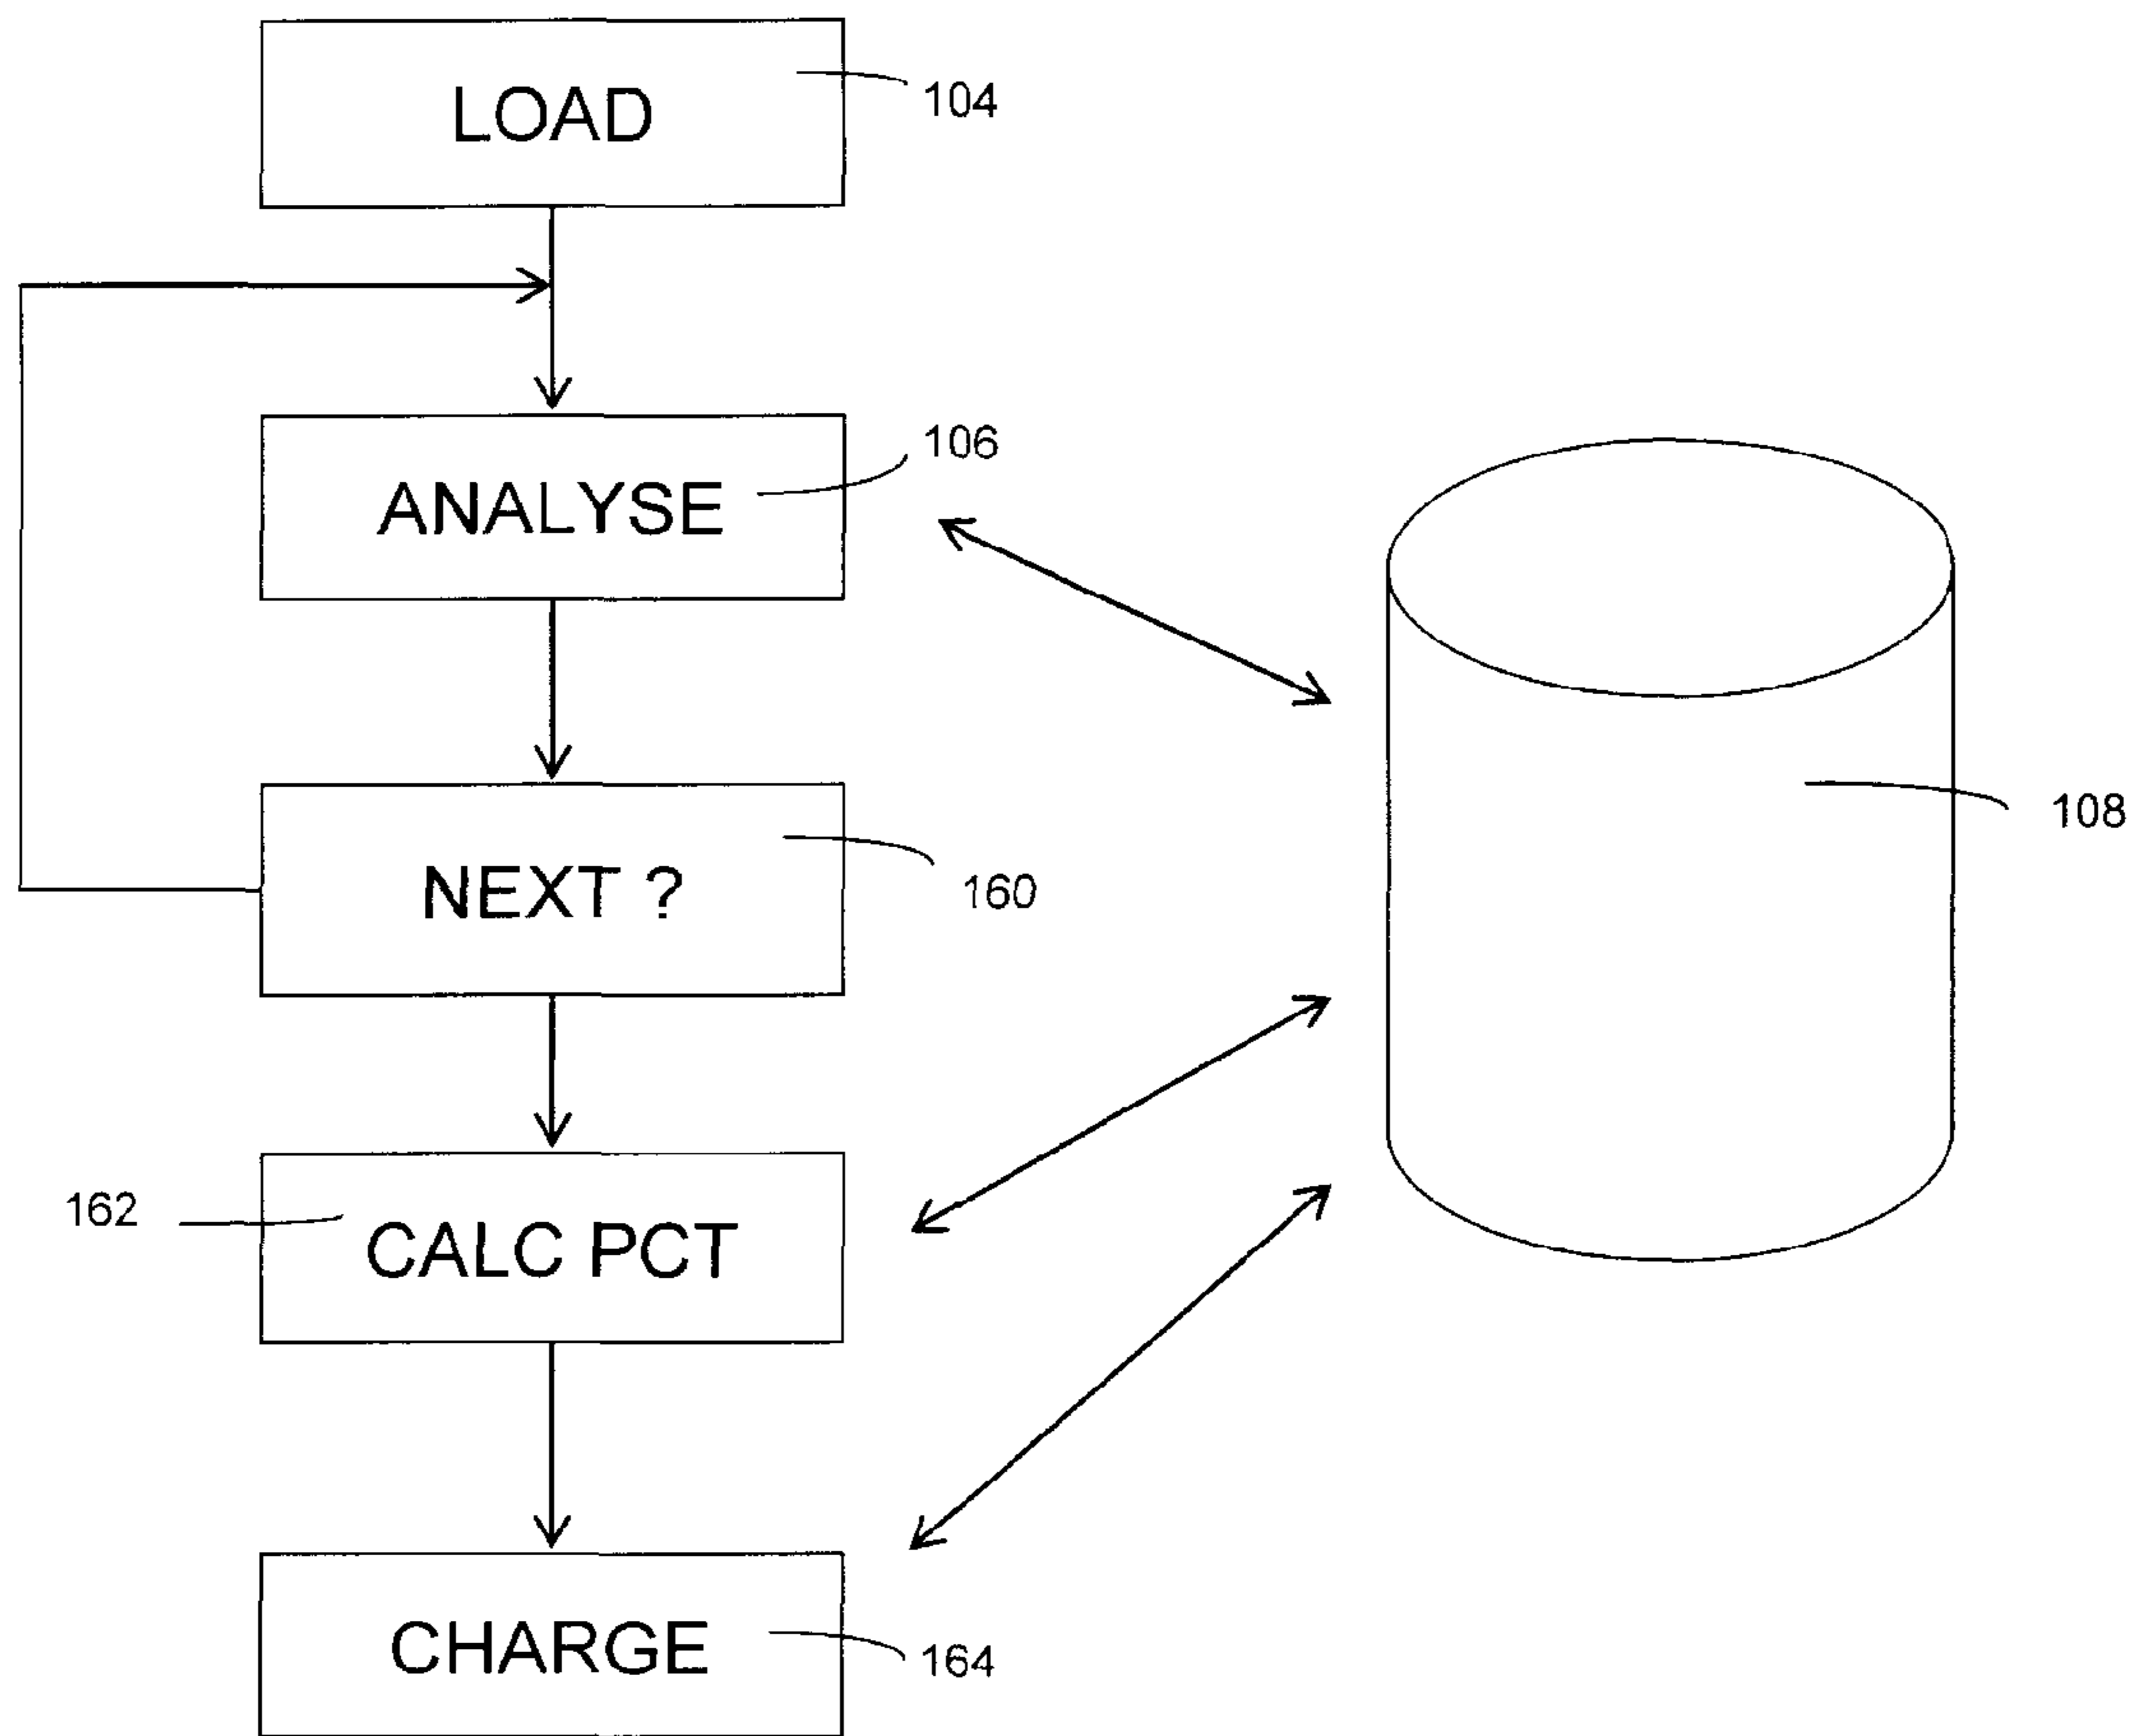 LOAD
104
ANALYSE
106
108
NEXT ?
160
162
CALC PCT
CHARGE
164